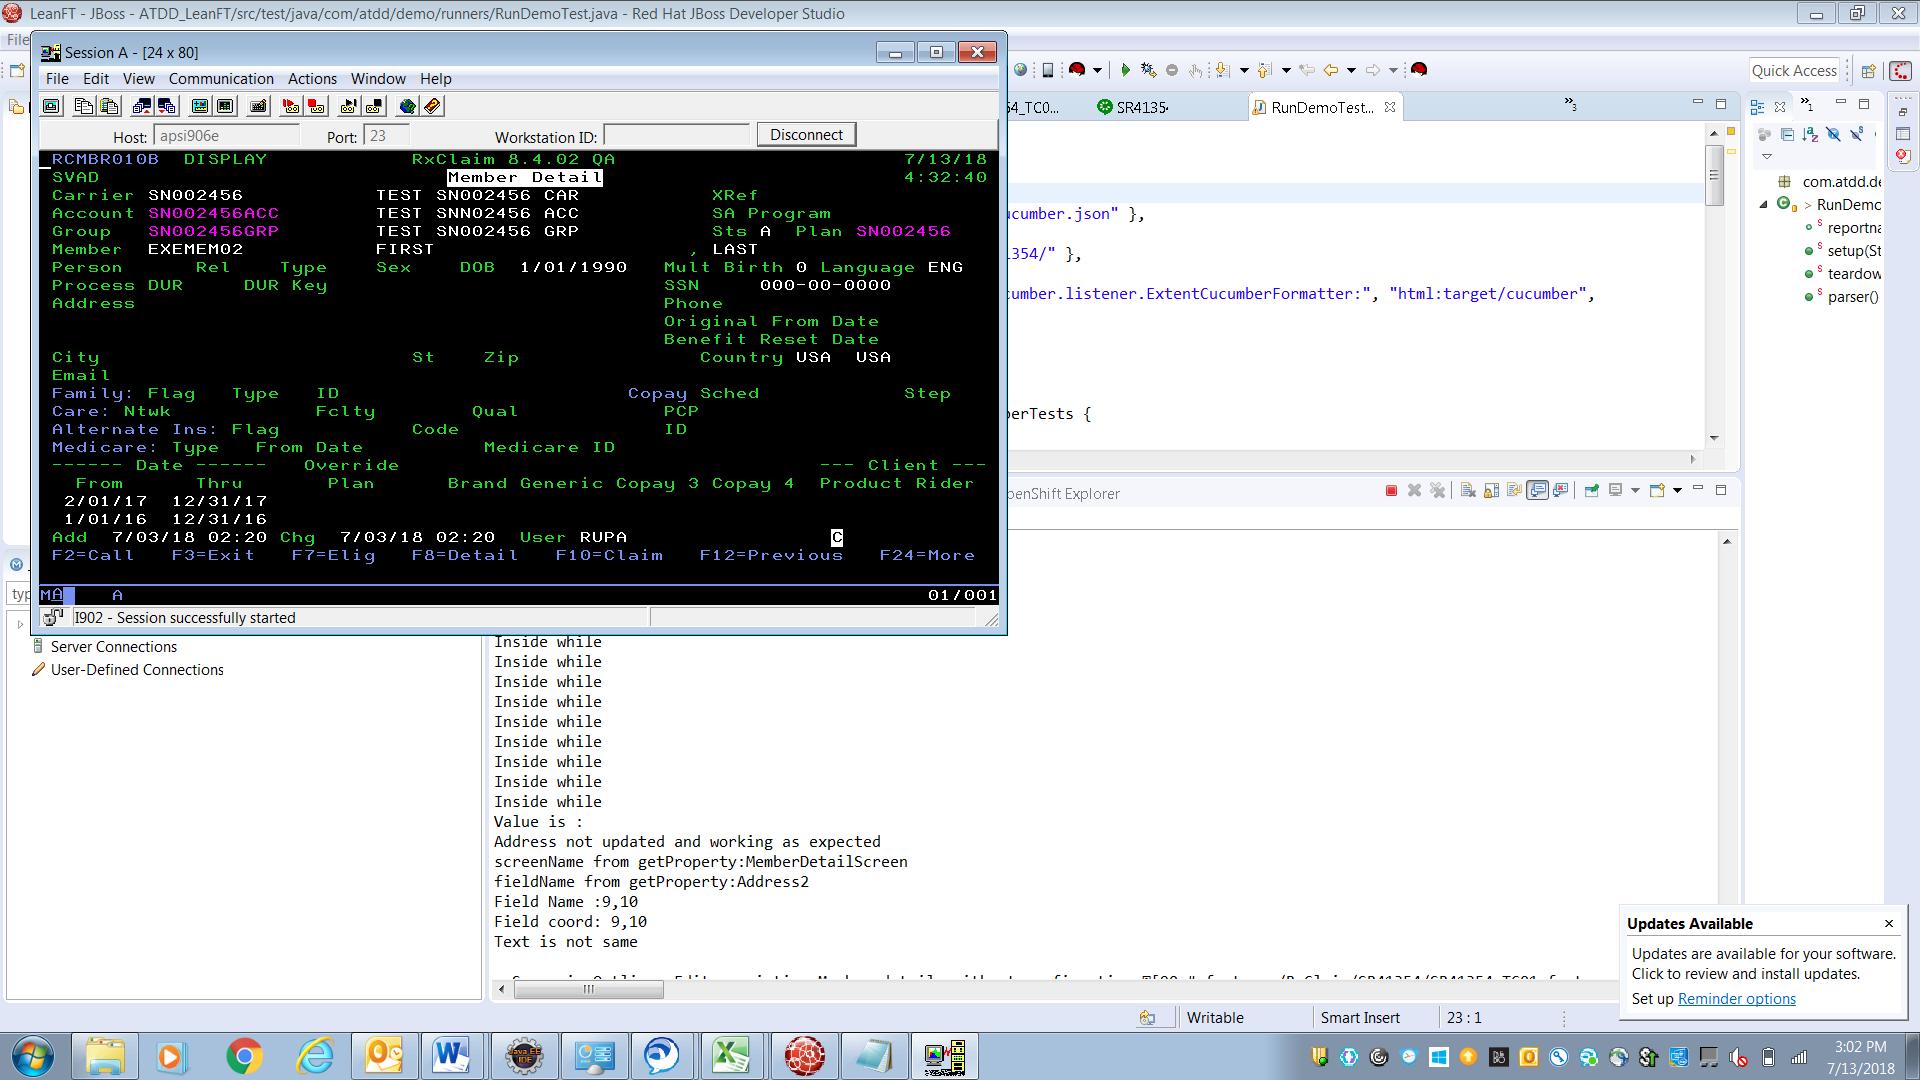 LeanFT - JBoss - ATDD_LeanFT/src/test/java/com/atdd/demo/runners/RunDemoTest.java - Red Hat JBoss Developer Studio
File
Session A - [24 x 80]
File Edit View Communication Actions Window Help
Host: apsi906e Port: 23 Workstation ID: Disconnect
RCMBR010B DISPLAY RxClaim 8.4.02 QA 7/13/18
SVAD Member Detail 4:32:40
Carrier SN002456 TEST SN002456 CAR XRef
Account SN002456ACC TEST SNN02456 ACC SA Program
Group SN002456GRP TEST SN002456 GRP Sts A Plan SN002456
Member EXEMEM02 FIRST , LAST
Person Rel Type Sex DOB 1/01/1990 Mult Birth 0 Language ENG
Process DUR DUR Key SSN 000-00-0000
Address Phone
Original From Date
Benefit Reset Date
City St Zip Country USA USA
Email
Family: Flag Type ID Copay Sched Step
Care: Ntwk Fclty Qual PCP
Alternate Ins: Flag Code ID
Medicare: Type From Date Medicare ID
------ Date ------ Override --- Client ---
From Thru Plan Brand Generic Copay 3 Copay 4 Product Rider
2/01/17 12/31/17
1/01/16 12/31/16
Add 7/03/18 02:20 Chg 7/03/18 02:20 User RUPA C
F2=Call F3=Exit F7=Elig F8=Detail F10=Claim F12=Previous F24=More
MA A 01/001
I902 - Session successfully started
Quick Access
54_TC0... SR4135 RunDemoTest... »3
ucumber.json" },
1354/" },
cumber.listener.ExtentCucumberFormatter:", "html:target/cucumber",
berTests {
»1
com.atdd.de
> RunDemo
reportna
setup(St
teardow
parser()
penShift Explorer
typ
Server Connections
User-Defined Connections
Inside while
Inside while
Inside while
Inside while
Inside while
Inside while
Inside while
Inside while
Inside while
Value is :
Address not updated and working as expected
screenName from getProperty:MemberDetailScreen
fieldName from getProperty:Address2
Field Name :9,10
Field coord: 9,10
Text is not same
Updates Available
Updates are available for your software.
Click to review and install updates.
Set up Reminder options
Writable Smart Insert 23 : 1
3:02 PM
7/13/2018